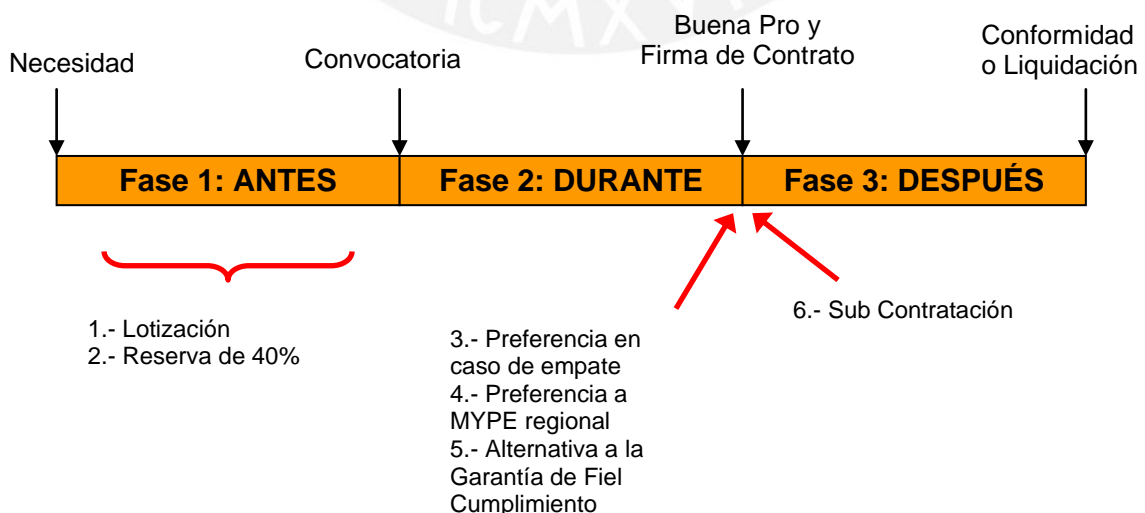 Necesidad
Convocatoria
Buena Pro y
Firma de Contrato
Conformidad
o Liquidación
Fase 1: ANTES
Fase 2: DURANTE
Fase 3: DESPUÉS
1.- Lotización
2.- Reserva de 40%
3.- Preferencia en
caso de empate
4.- Preferencia a
MYPE regional
5.- Alternativa a la
Garantía de Fiel
Cumplimiento
6.- Sub Contratación